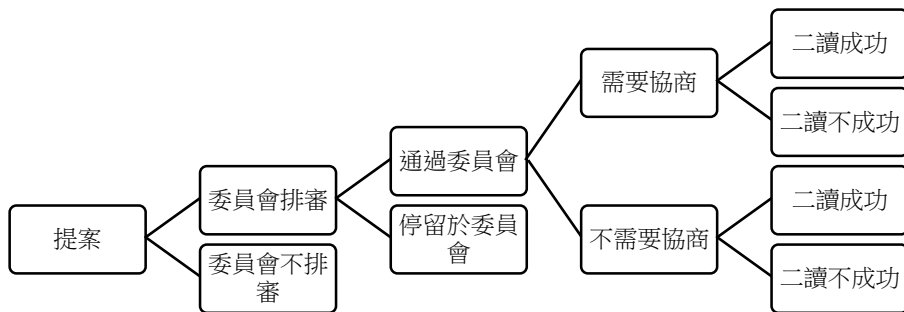 提案
委員會排審
委員會不排
審
通過委員會
停留於委員
會
需要協商
不需要協商
二讀成功
二讀不成功
二讀成功
二讀不成功